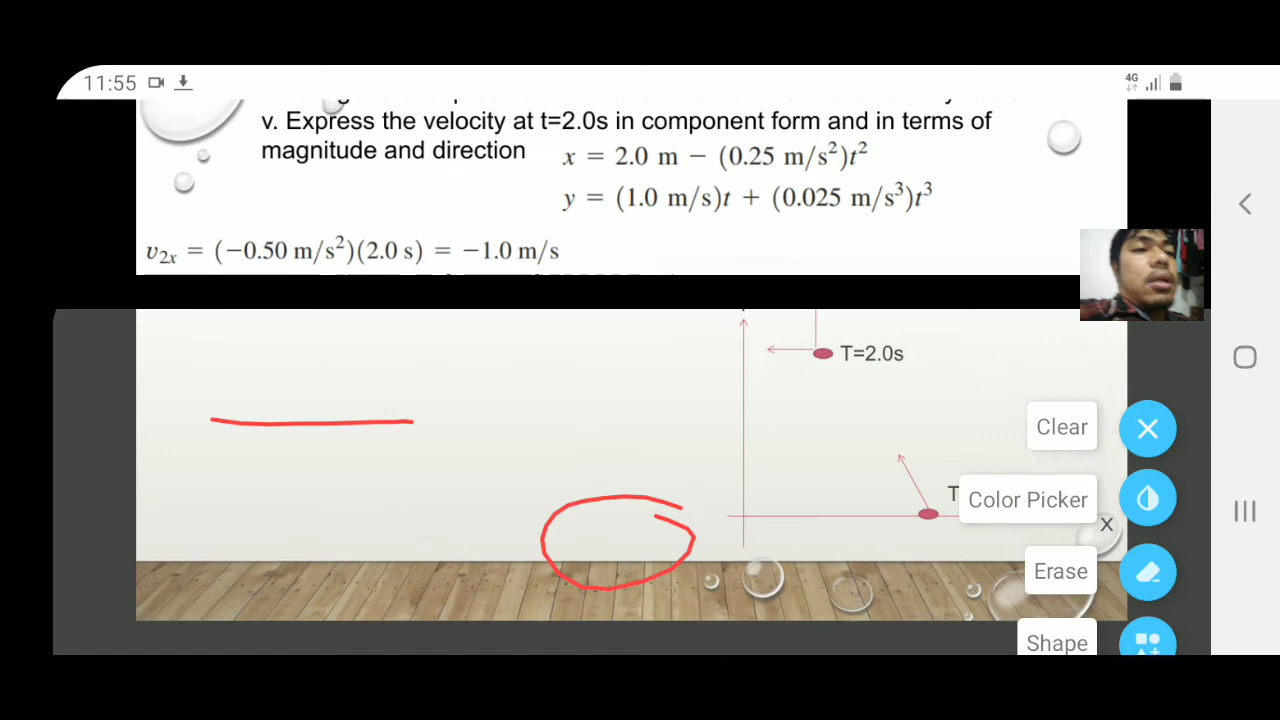 11:55
4G
v. Express the velocity at t=2.0s in component form and in terms of
magnitude and direction
x = 2.0 m − (0.25 m/s²)t²
y = (1.0 m/s)t + (0.025 m/s³)t³
v₂ₓ = (−0.50 m/s²)(2.0 s) = −1.0 m/s
T=2.0s
Clear
T
Color Picker
X
Erase
Shape